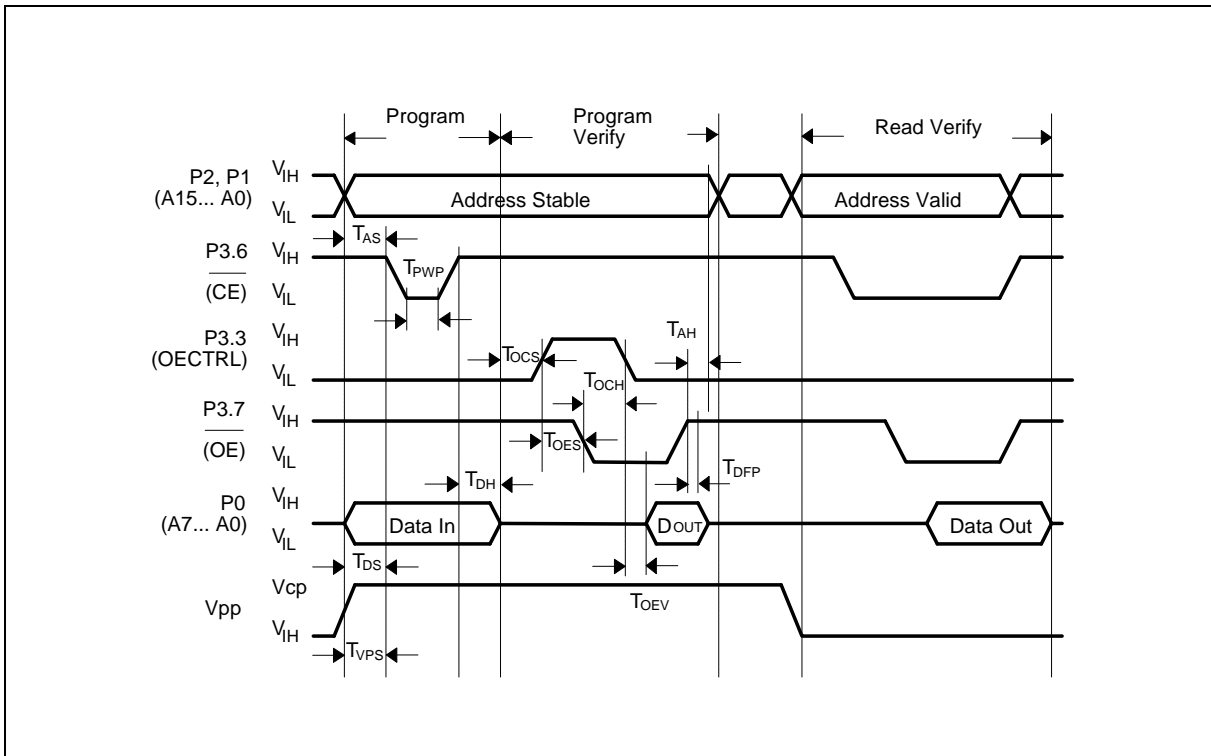 Program
Program
Verify
Read Verify
P2, P1
(A15... A0)
VIH
VIL
Address Stable
Address Valid
TAS
P3.6
(CE)
VIH
VIL
TPWP
P3.3
(OECTRL)
VIH
VIL
TOCS
TAH
TOCH
P3.7
(OE)
VIH
VIL
TOES
TDFP
TDH
P0
(A7... A0)
VIH
VIL
Data In
DOUT
Data Out
TDS
Vpp
Vcp
VIH
TOEV
TVPS